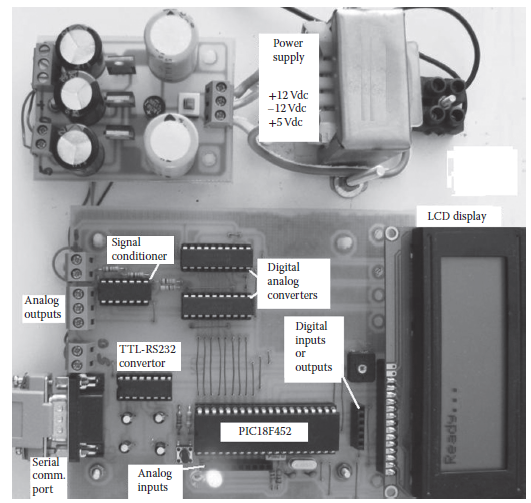 Power
supply
+12 Vdc
–12 Vdc
+5 Vdc
LCD display
Signal
conditioner
Digital
analog
converters
Analog
outputs
Digital
inputs
or
outputs
TTL-RS232
convertor
PIC18F452
Ready...
Serial
comm.
port
Analog
inputs